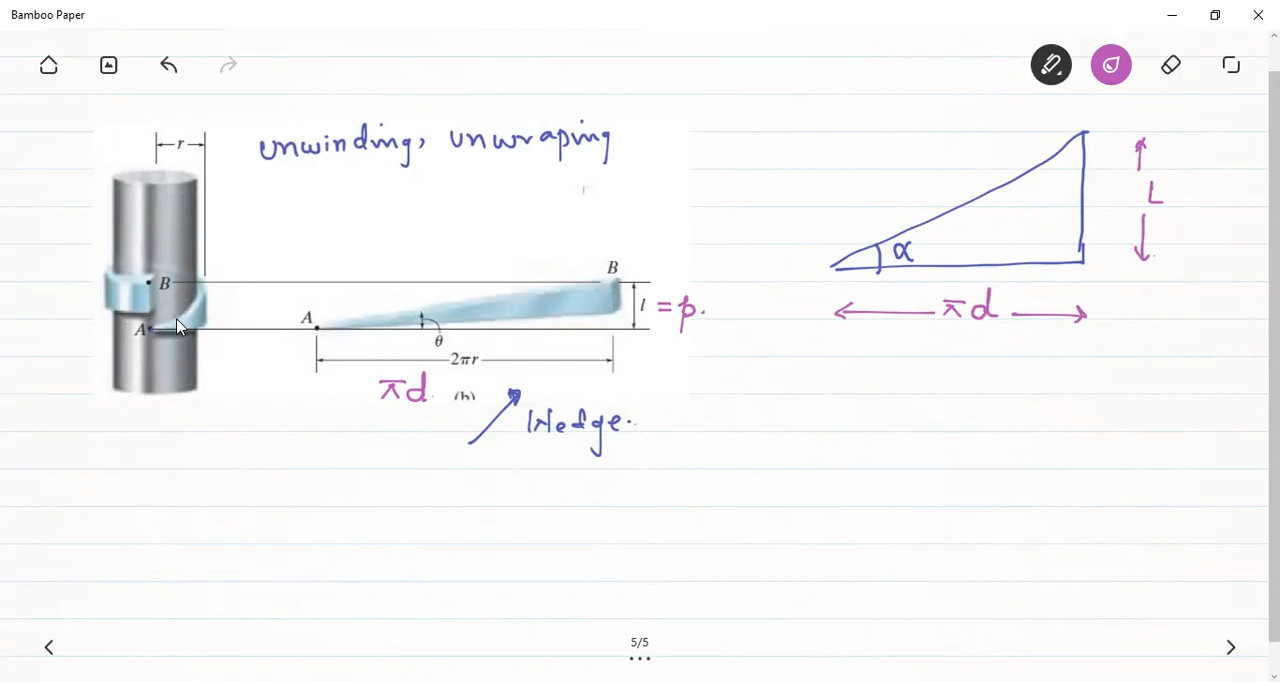 Bamboo Paper
r
unwinding, unwraping
B
A
A
B
l = p.
θ
2πr
πd
(b)
Wedge.
α
L
πd
5/5